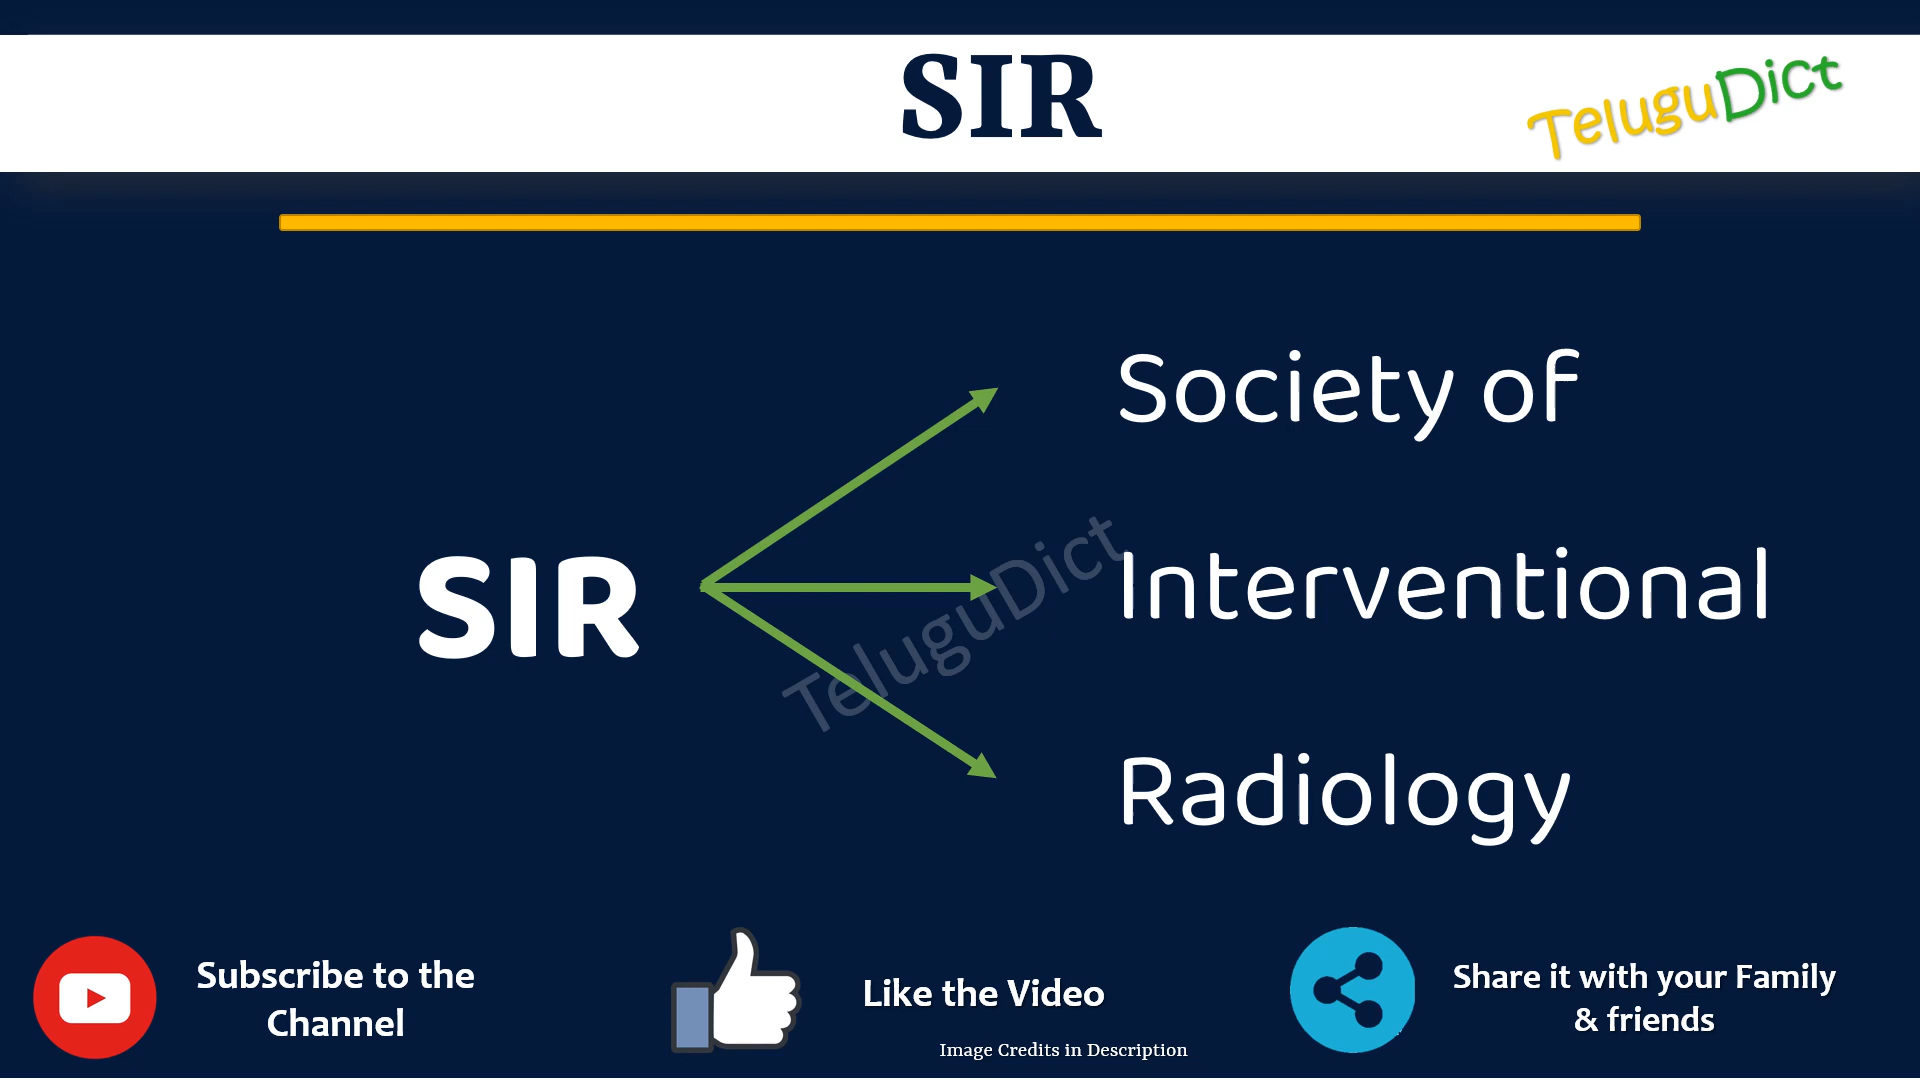 SIR
TeluguDict
Society of
SIR
Interventional
TeluguDict
Radiology
Subscribe to the
Channel
Like the Video
Share it with your Family
& friends
Image Credits in Description